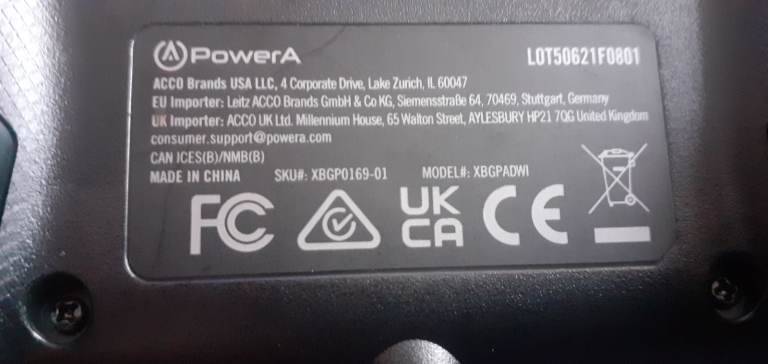 PowerA
LOT50621F0801
ACCO Brands USA LLC, 4 Corporate Drive, Lake Zurich, IL 60047
EU Importer: Leitz ACCO Brands GmbH & Co KG, Siemensstraße 64, 70469, Stuttgart, Germany
UK Importer: ACCO UK Ltd. Millennium House, 65 Walton Street, AYLESBURY HP21 7QG United Kingdom
consumer.support@powera.com
CAN ICES(B)/NMB(B)
MADE IN CHINA SKU#: XBGP0169-01 MODEL#: XBGPADWI
FC UK CE
CA